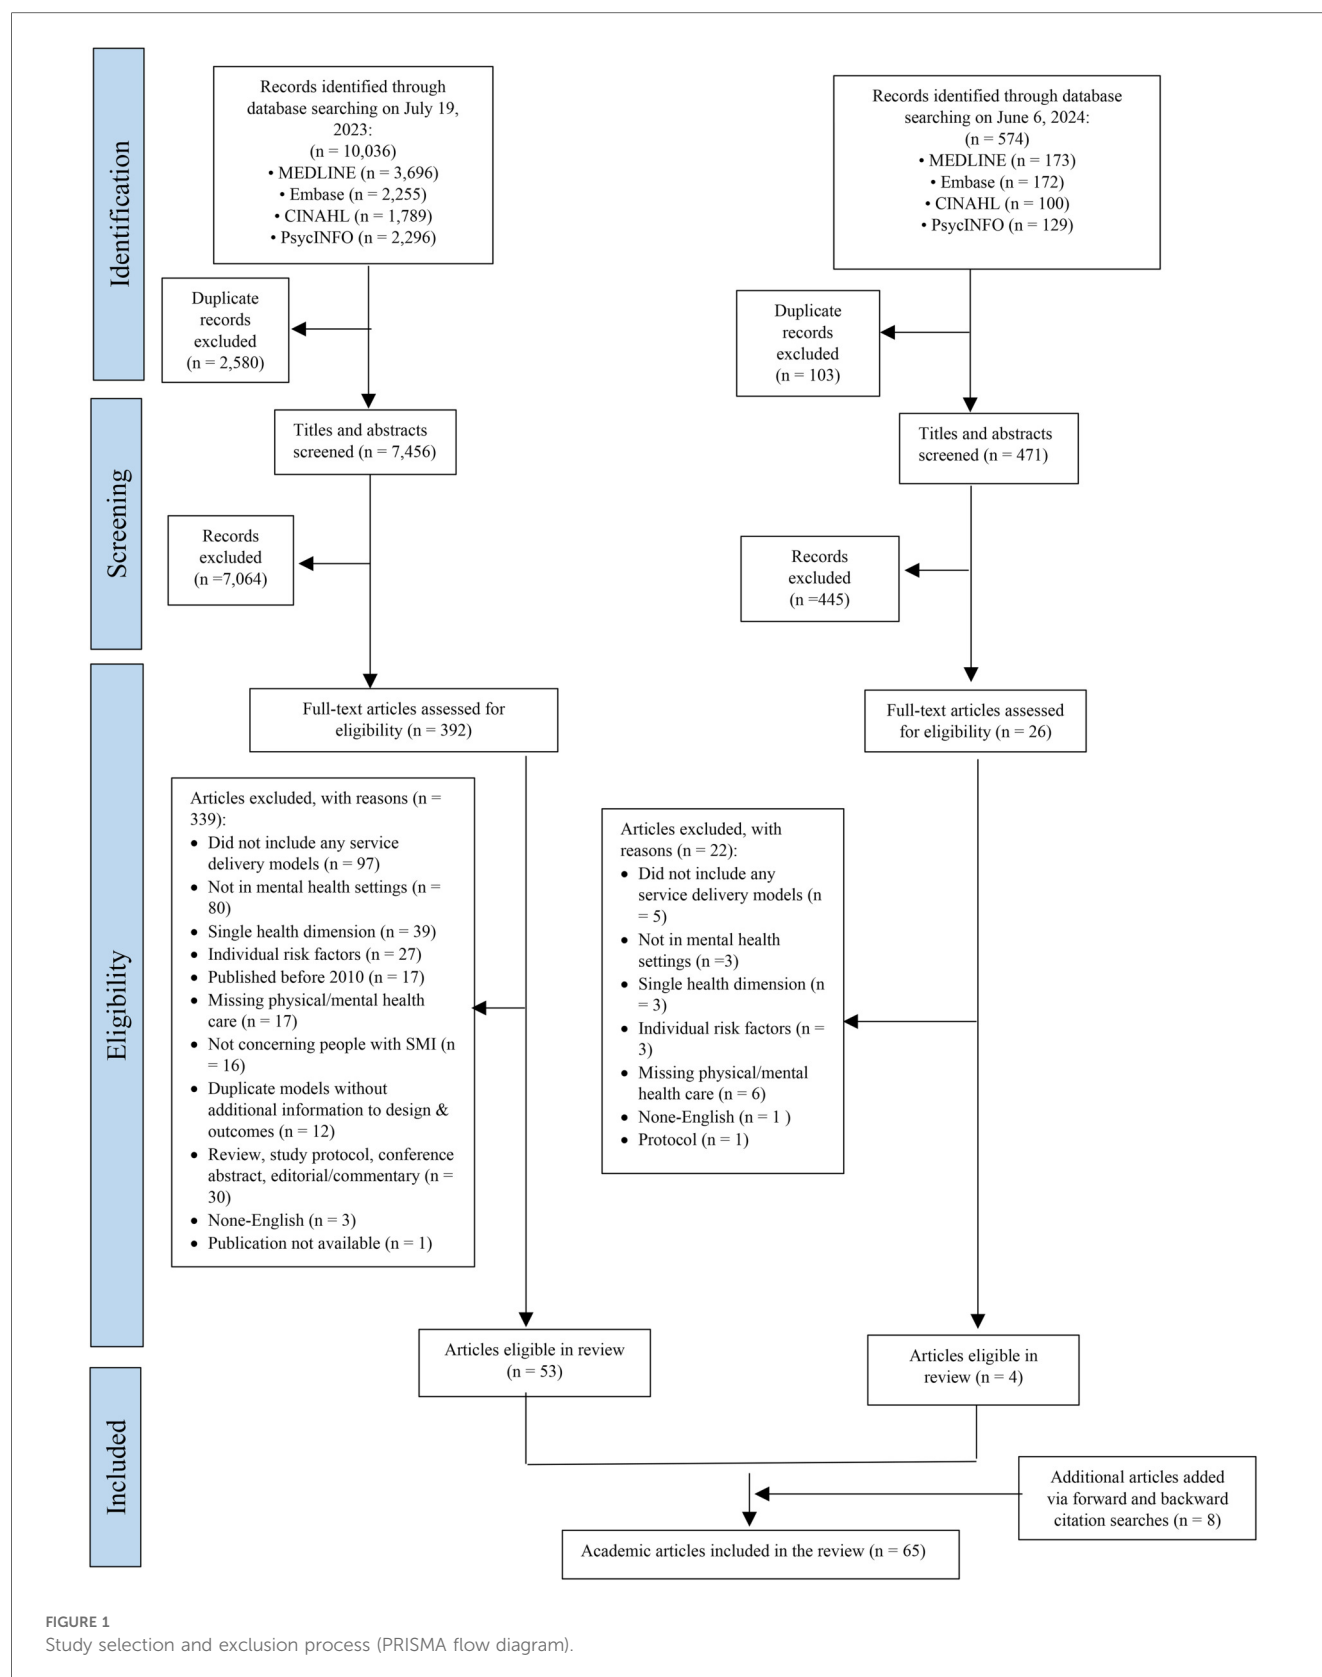 Identification
Records identified through
database searching on July 19,
2023:
(n = 10,036)
• MEDLINE (n = 3,696)
• Embase (n = 2,255)
• CINAHL (n = 1,789)
• PsycINFO (n = 2,296)
Records identified through database
searching on June 6, 2024:
(n = 574)
• MEDLINE (n = 173)
• Embase (n = 172)
• CINAHL (n = 100)
• PsycINFO (n = 129)
Duplicate
records
excluded
(n = 2,580)
Duplicate
records
excluded
(n = 103)
Screening
Titles and abstracts
screened (n = 7,456)
Titles and abstracts
screened (n = 471)
Records
excluded
(n =7,064)
Records
excluded
(n =445)
Eligibility
Full-text articles assessed for
eligibility (n = 392)
Full-text articles assessed
for eligibility (n = 26)
Articles excluded, with reasons (n =
339):
• Did not include any service
delivery models (n = 97)
• Not in mental health settings (n =
80)
• Single health dimension (n = 39)
• Individual risk factors (n = 27)
• Published before 2010 (n = 17)
• Missing physical/mental health
care (n = 17)
• Not concerning people with SMI (n
= 16)
• Duplicate models without
additional information to design &
outcomes (n = 12)
• Review, study protocol, conference
abstract, editorial/commentary (n =
30)
• None-English (n = 3)
• Publication not available (n = 1)
Articles excluded, with
reasons (n = 22):
• Did not include any
service delivery models (n
= 5)
• Not in mental health
settings (n =3)
• Single health dimension (n
= 3)
• Individual risk factors (n =
3)
• Missing physical/mental
health care (n = 6)
• None-English (n = 1 )
• Protocol (n = 1)
Articles eligible in review
(n = 53)
Articles eligible in
review (n = 4)
Included
Additional articles added
via forward and backward
citation searches (n = 8)
Academic articles included in the review (n = 65)
FIGURE 1
Study selection and exclusion process (PRISMA flow diagram).